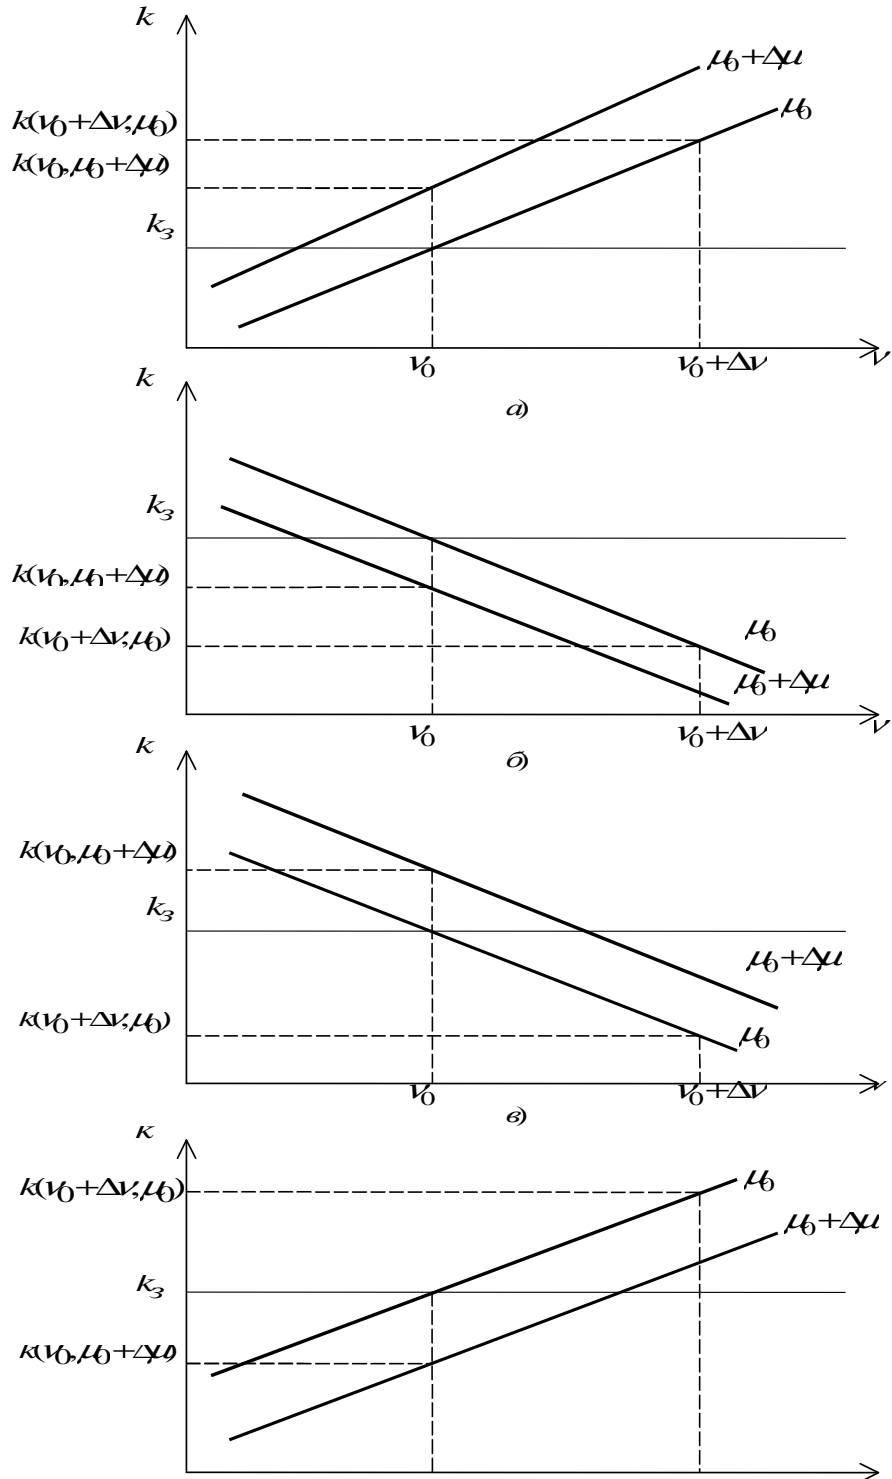 k
μ₀+Δμ
μ₀
k(ν₀+Δν,μ₀)
k(ν₀,μ₀+Δμ)
kз
ν₀
ν₀+Δν
ν
а)
k
kз
k(ν₀,μ₀+Δμ)
k(ν₀+Δν,μ₀)
μ₀
μ₀+Δμ
ν₀
ν₀+Δν
ν
б)
k
k(ν₀,μ₀+Δμ)
kз
μ₀+Δμ
k(ν₀+Δν,μ₀)
μ₀
ν₀
ν₀+Δν
ν
в)
к
k(ν₀+Δν,μ₀)
μ₀
μ₀+Δμ
kз
к(ν₀,μ₀+Δμ)